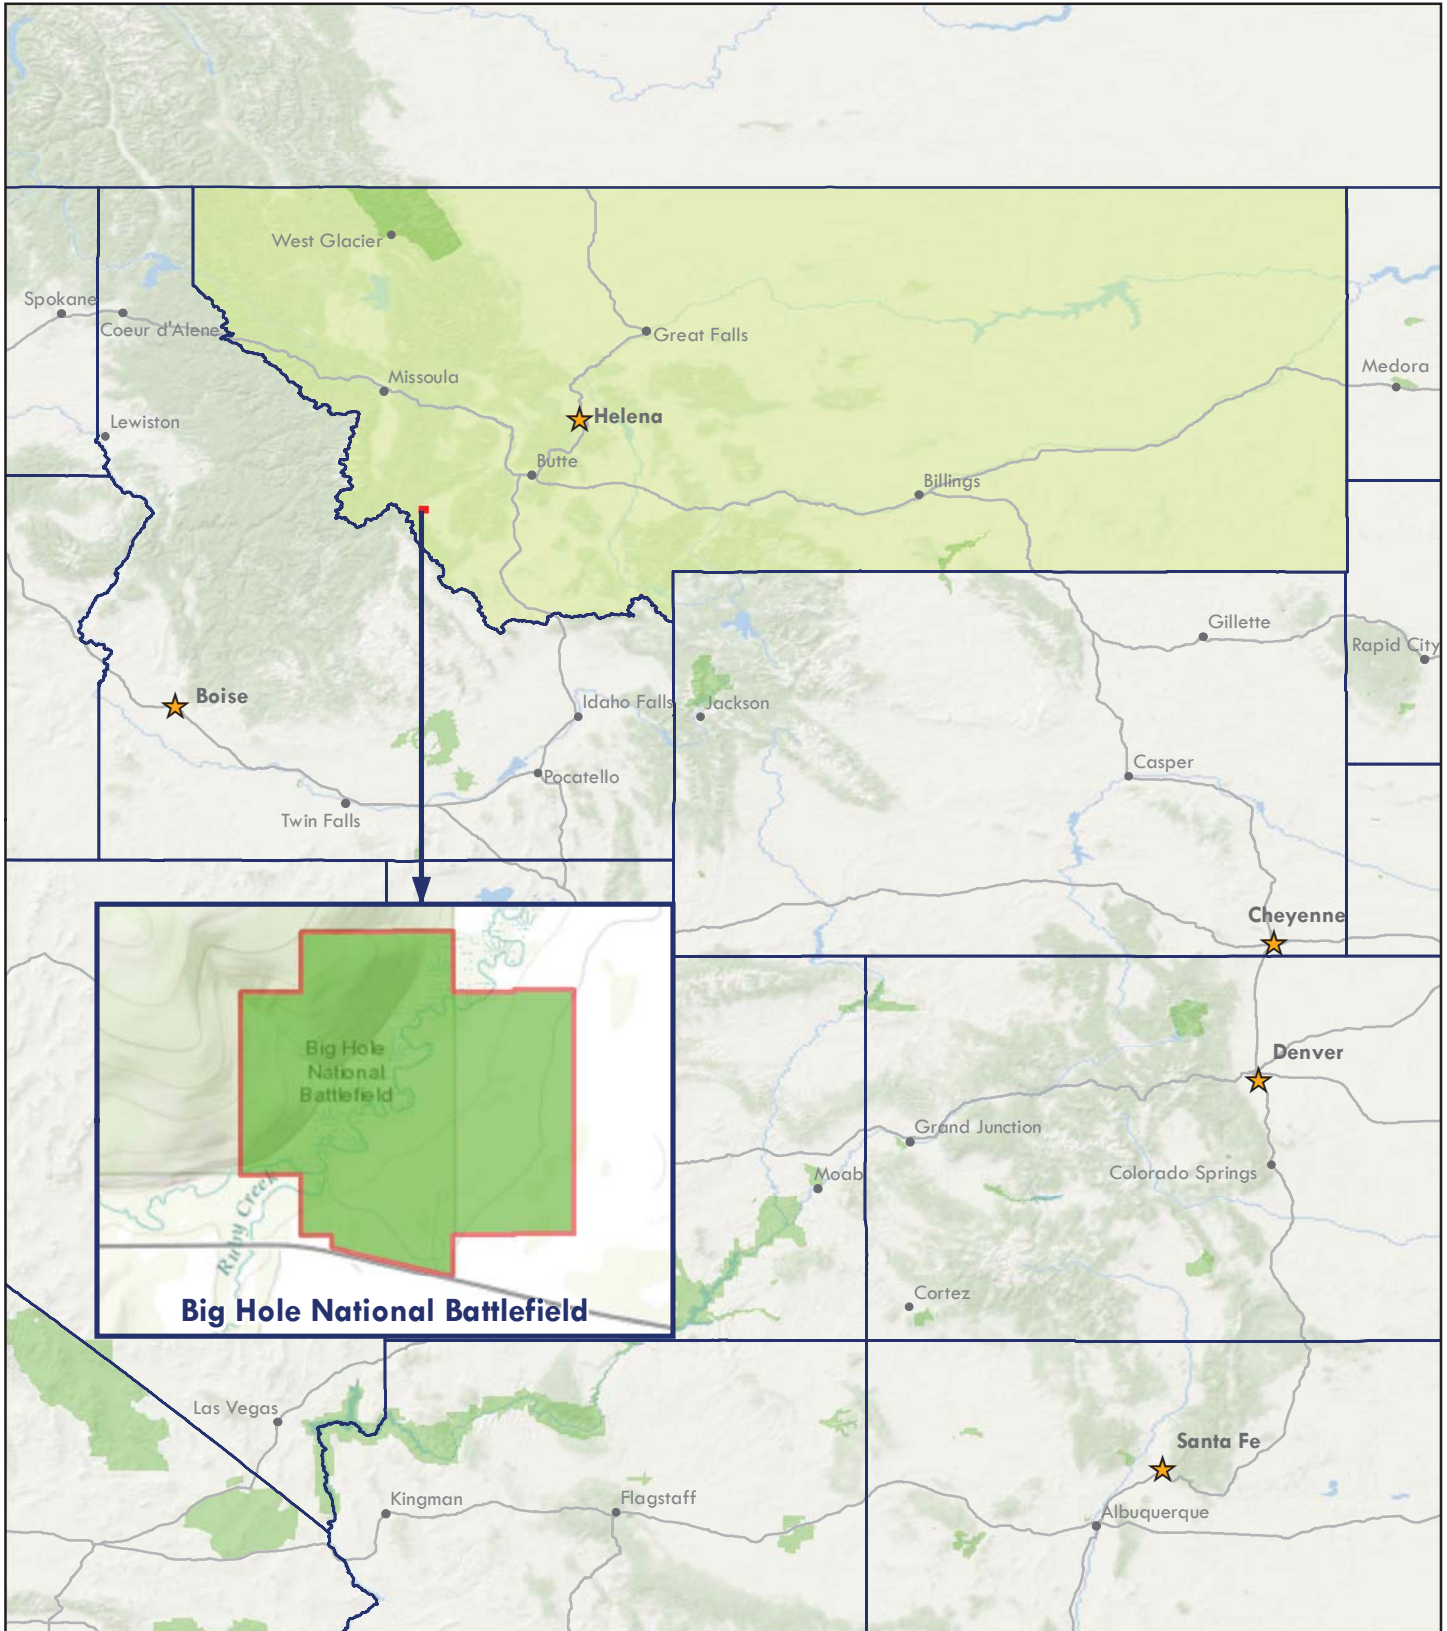 West Glacier
Spokane
Coeur d'Alene
Great Falls
Medora
Missoula
Helena
Lewiston
Butte
Billings
Gillette
Rapid City
Boise
Idaho Falls
Jackson
Casper
Pocatello
Twin Falls
Cheyenne
Big Hole
National
Battlefield
Ruby Creek
Big Hole National Battlefield
Denver
Grand Junction
Moab
Colorado Springs
Cortez
Las Vegas
Santa Fe
Kingman
Flagstaff
Albuquerque